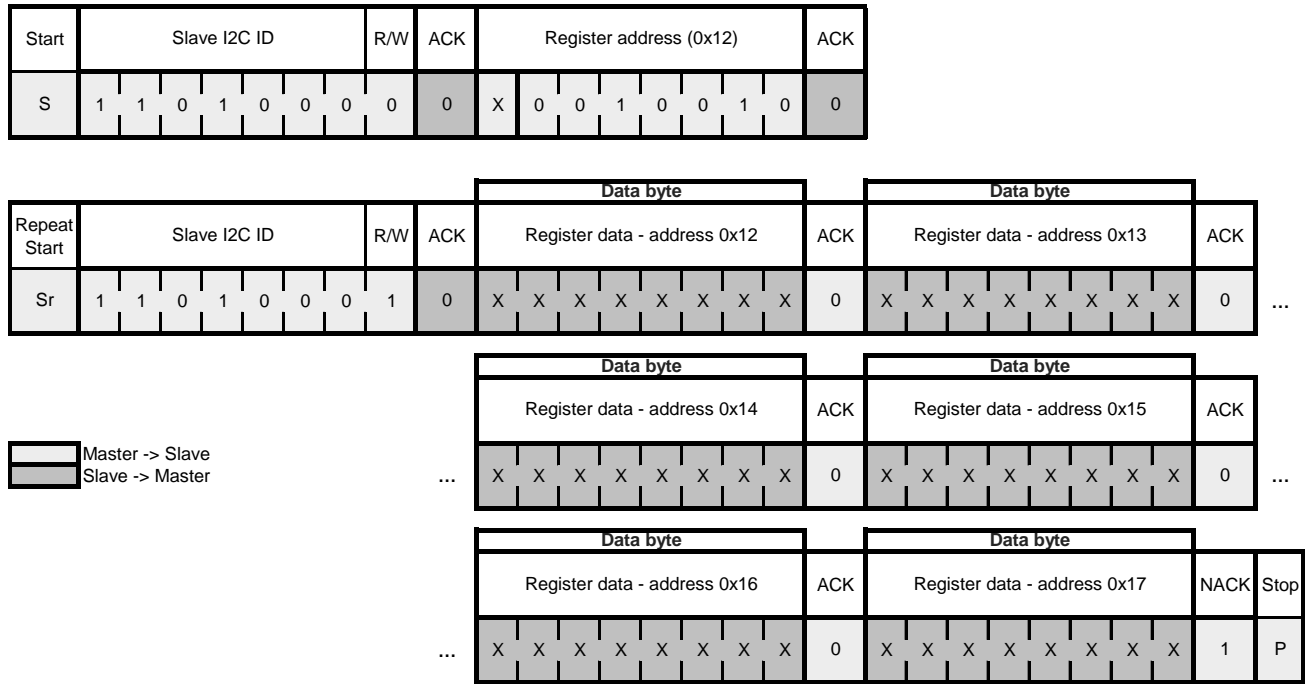 Start Slave I2C ID R/W ACK Register address (0x12) ACK
S 1 1 0 1 0 0 0 0 0 X 0 0 1 0 0 1 0 0
Data byte Data byte
Repeat Start Slave I2C ID R/W ACK Register data - address 0x12 ACK Register data - address 0x13 ACK
Sr 1 1 0 1 0 0 0 1 0 X X X X X X X X 0 X X X X X X X X 0 ...
Data byte Data byte
Register data - address 0x14 ACK Register data - address 0x15 ACK
Master -> Slave
Slave -> Master
... X X X X X X X X 0 X X X X X X X X 0 ...
Data byte Data byte
Register data - address 0x16 ACK Register data - address 0x17 NACK Stop
... X X X X X X X X 0 X X X X X X X X 1 P